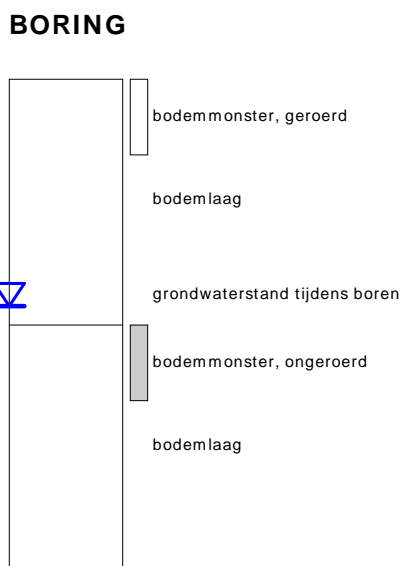 BORING
bodemmonster, geroerd
bodemlaag
grondwaterstand tijdens boren
bodemmonster, ongeroerd
bodemlaag